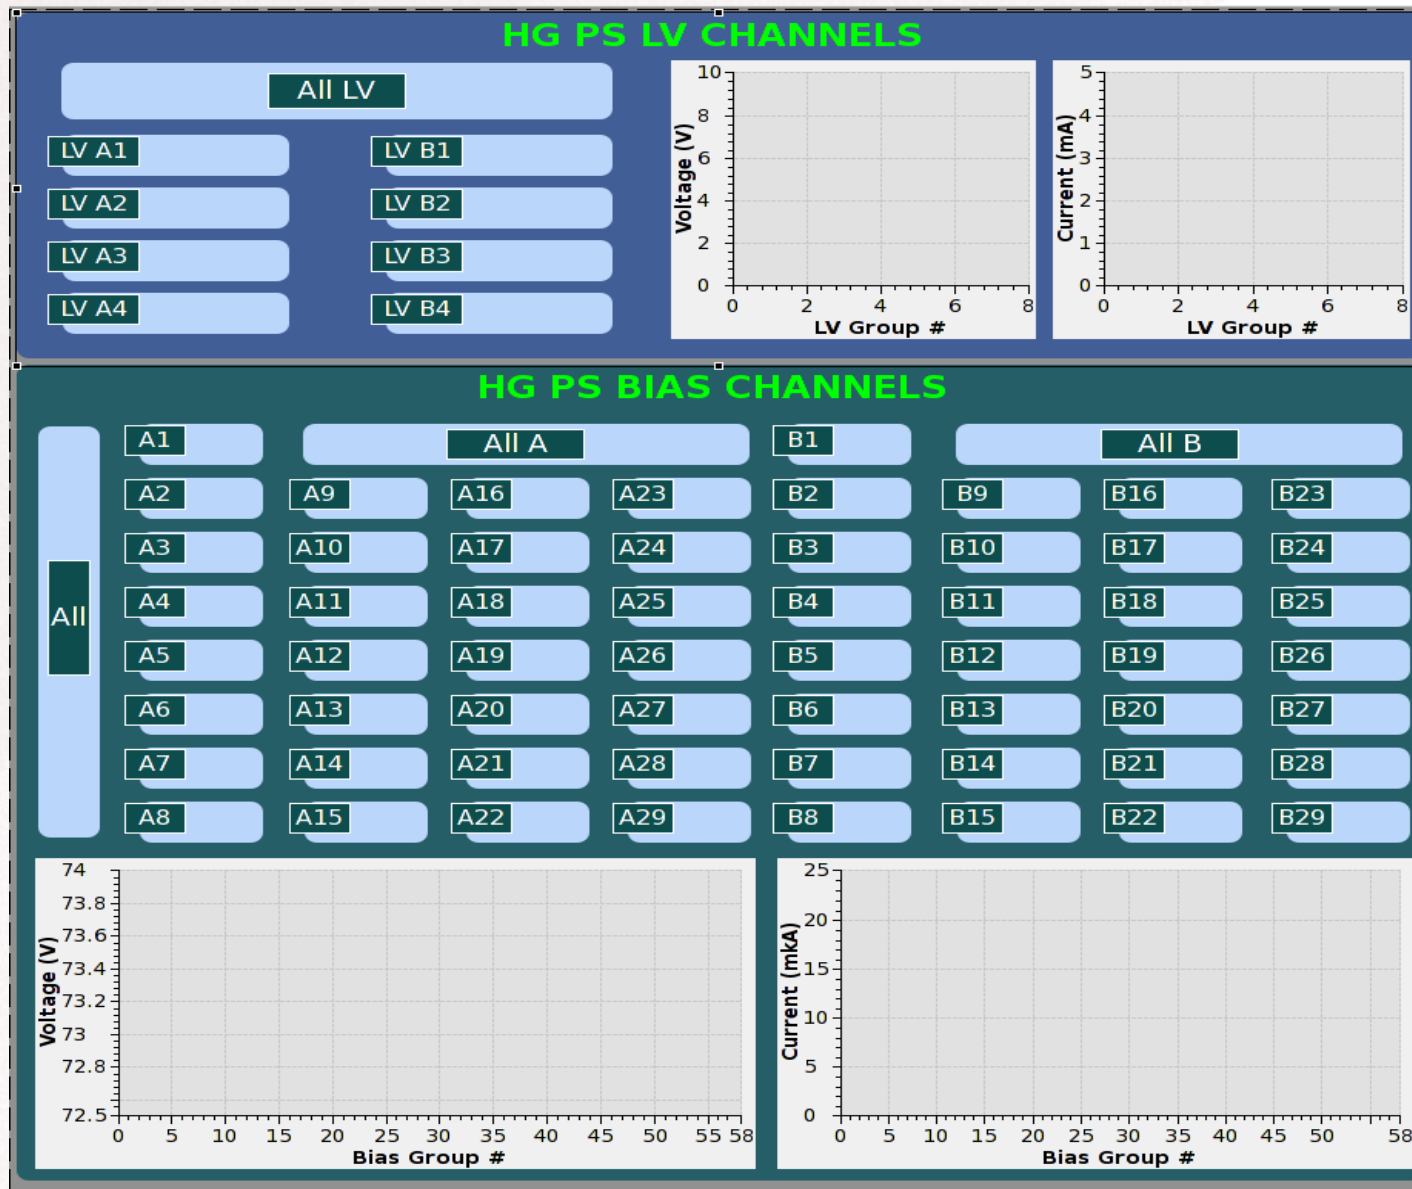 HG PS LV CHANNELS
All LV
LV A1 LV B1
LV A2 LV B2
LV A3 LV B3
LV A4 LV B4
Voltage (V)
10
8
6
4
2
0
0 2 4 6 8
LV Group #
Current (mA)
5
4
3
2
1
0
0 2 4 6 8
LV Group #
HG PS BIAS CHANNELS
All
A1 All A B1 All B
A2 A9 A16 A23 B2 B9 B16 B23
A3 A10 A17 A24 B3 B10 B17 B24
A4 A11 A18 A25 B4 B11 B18 B25
A5 A12 A19 A26 B5 B12 B19 B26
A6 A13 A20 A27 B6 B13 B20 B27
A7 A14 A21 A28 B7 B14 B21 B28
A8 A15 A22 A29 B8 B15 B22 B29
Voltage (V)
74
73.8
73.6
73.4
73.2
73
72.8
72.5
0 5 10 15 20 25 30 35 40 45 50 55 58
Bias Group #
Current (mkA)
25
20
15
10
5
0
0 5 10 15 20 25 30 35 40 45 50 58
Bias Group #